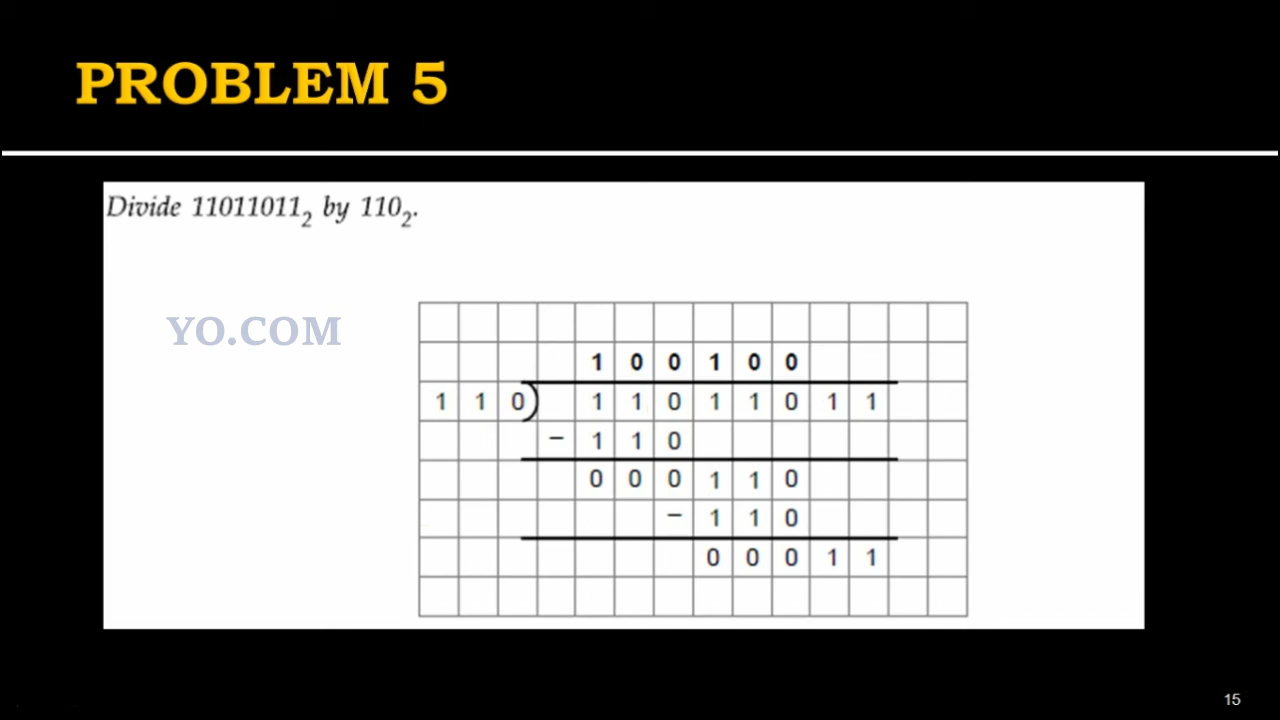 PROBLEM 5
Divide 11011011₂ by 110₂.
YO.COM
1 0 0 1 0 0
1 1 0 ) 1 1 0 1 1 0 1 1
− 1 1 0
0 0 0 1 1 0
− 1 1 0
0 0 0 1 1
15